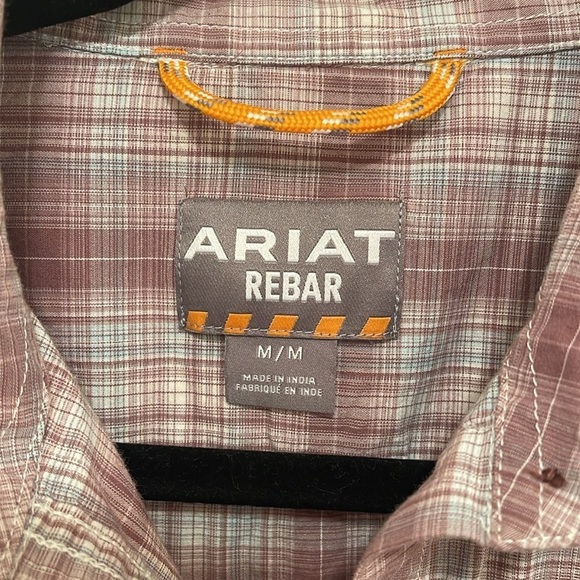 ARIAT
REBAR
M/M
MADE IN INDIA
FABRIQUÉ EN INDE